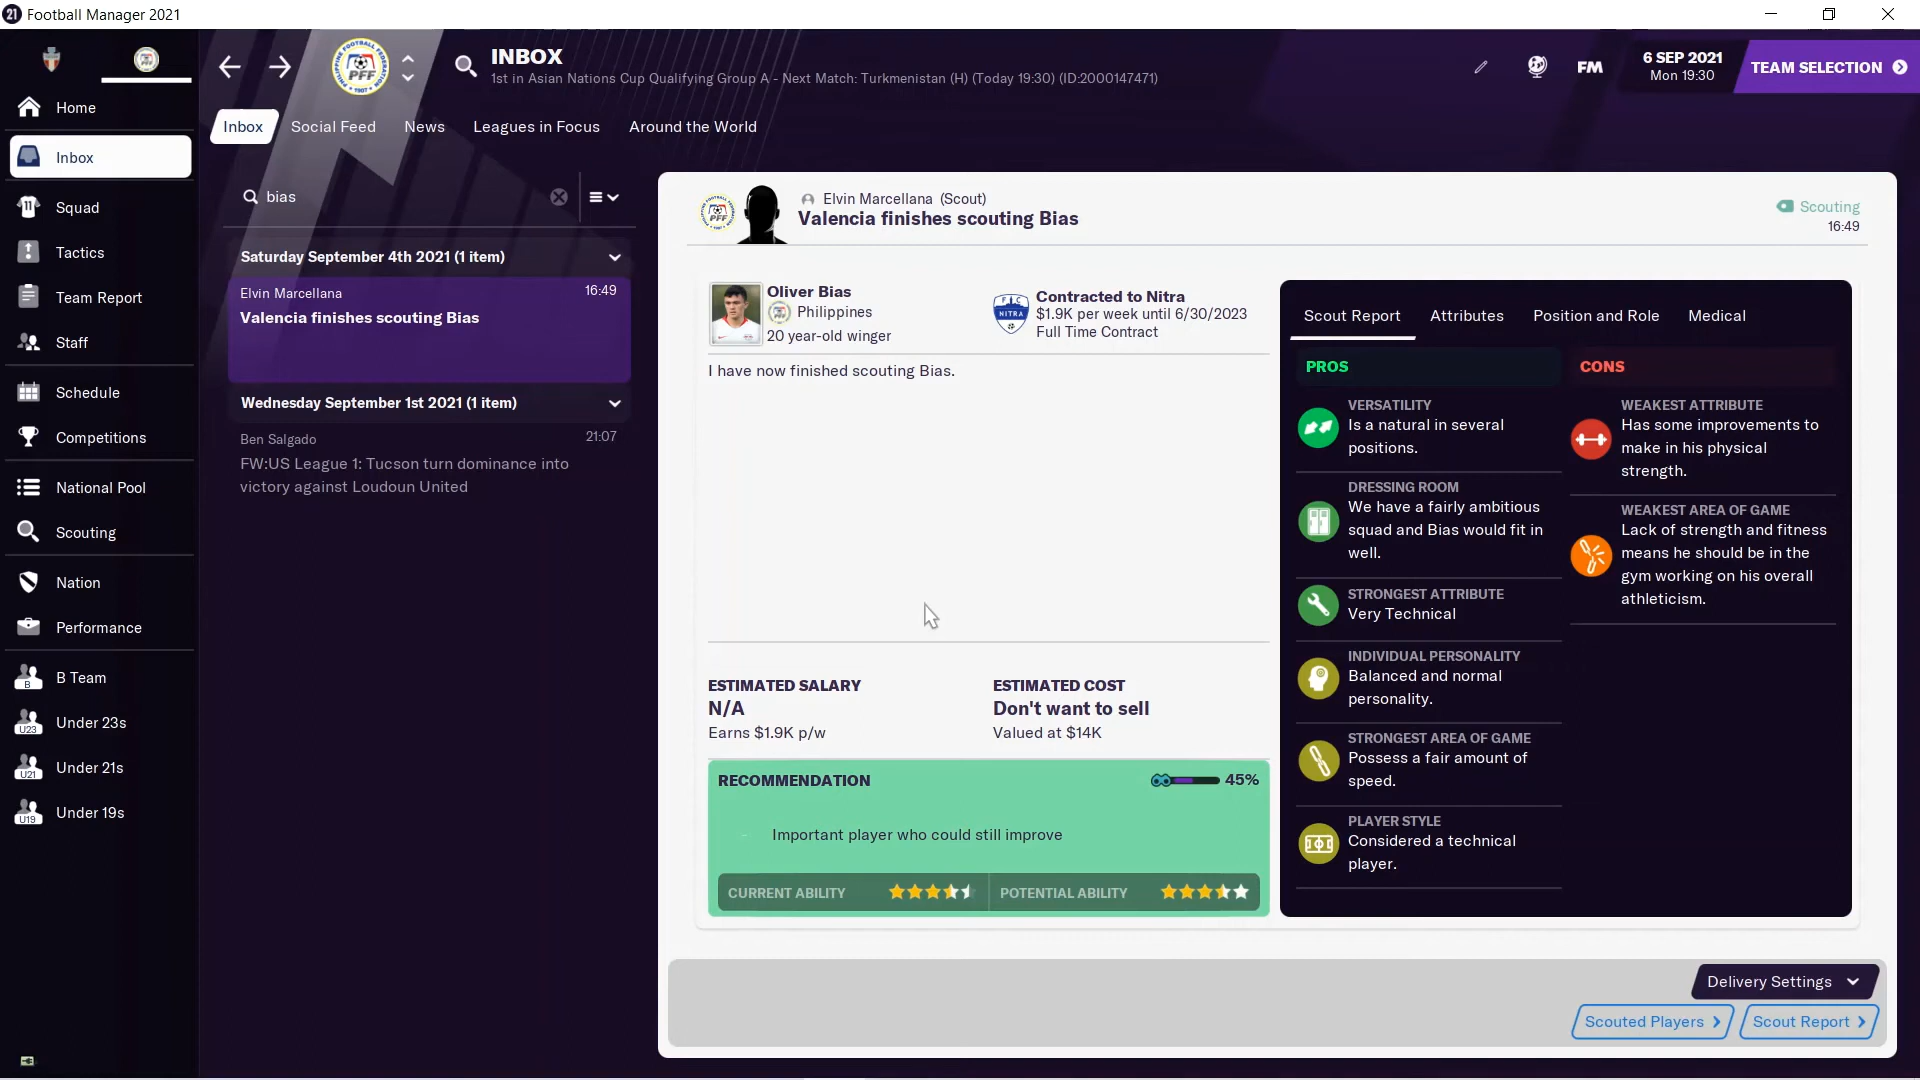 21 Football Manager 2021
PFF
INBOX
1st in Asian Nations Cup Qualifying Group A - Next Match: Turkmenistan (H) (Today 19:30) (ID:2000147471)
FM
6 SEP 2021
Mon 19:30
TEAM SELECTION
Home
Inbox
Squad
Tactics
Team Report
Staff
Schedule
Competitions
National Pool
Scouting
Nation
Performance
B
B Team
U23
Under 23s
U21
Under 21s
U19
Under 19s
Inbox
Social Feed
News
Leagues in Focus
Around the World
bias
Saturday September 4th 2021 (1 item)
Elvin Marcellana
16:49
Valencia finishes scouting Bias
Wednesday September 1st 2021 (1 item)
Ben Salgado
21:07
FW:US League 1: Tucson turn dominance into
victory against Loudoun United
PFF
Elvin Marcellana (Scout)
Valencia finishes scouting Bias
Scouting
16:49
Oliver Bias
Philippines
20 year-old winger
NITRA
Contracted to Nitra
$1.9K per week until 6/30/2023
Full Time Contract
I have now finished scouting Bias.
ESTIMATED SALARY
N/A
Earns $1.9K p/w
ESTIMATED COST
Don't want to sell
Valued at $14K
RECOMMENDATION
45%
Important player who could still improve
CURRENT ABILITY
POTENTIAL ABILITY
Scout Report
Attributes
Position and Role
Medical
PROS
VERSATILITY
Is a natural in several
positions.
DRESSING ROOM
We have a fairly ambitious
squad and Bias would fit in
well.
STRONGEST ATTRIBUTE
Very Technical
INDIVIDUAL PERSONALITY
Balanced and normal
personality.
STRONGEST AREA OF GAME
Possess a fair amount of
speed.
PLAYER STYLE
Considered a technical
player.
CONS
WEAKEST ATTRIBUTE
Has some improvements to
make in his physical
strength.
WEAKEST AREA OF GAME
Lack of strength and fitness
means he should be in the
gym working on his overall
athleticism.
Delivery Settings
Scouted Players
Scout Report